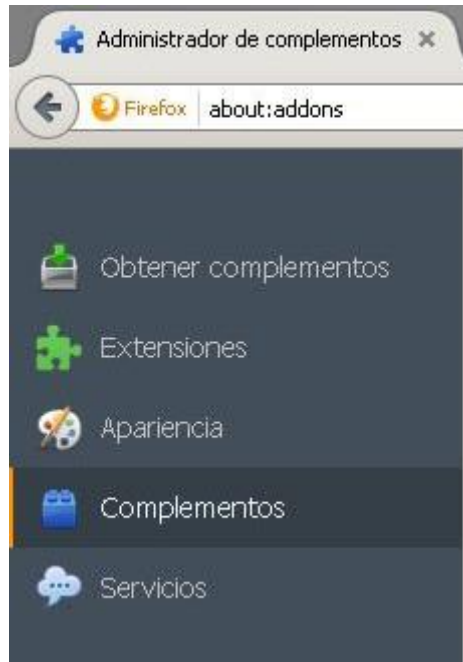 Administrador de complementos
Firefox about:addons
Obtener complementos
Extensiones
Apariencia
Complementos
Servicios